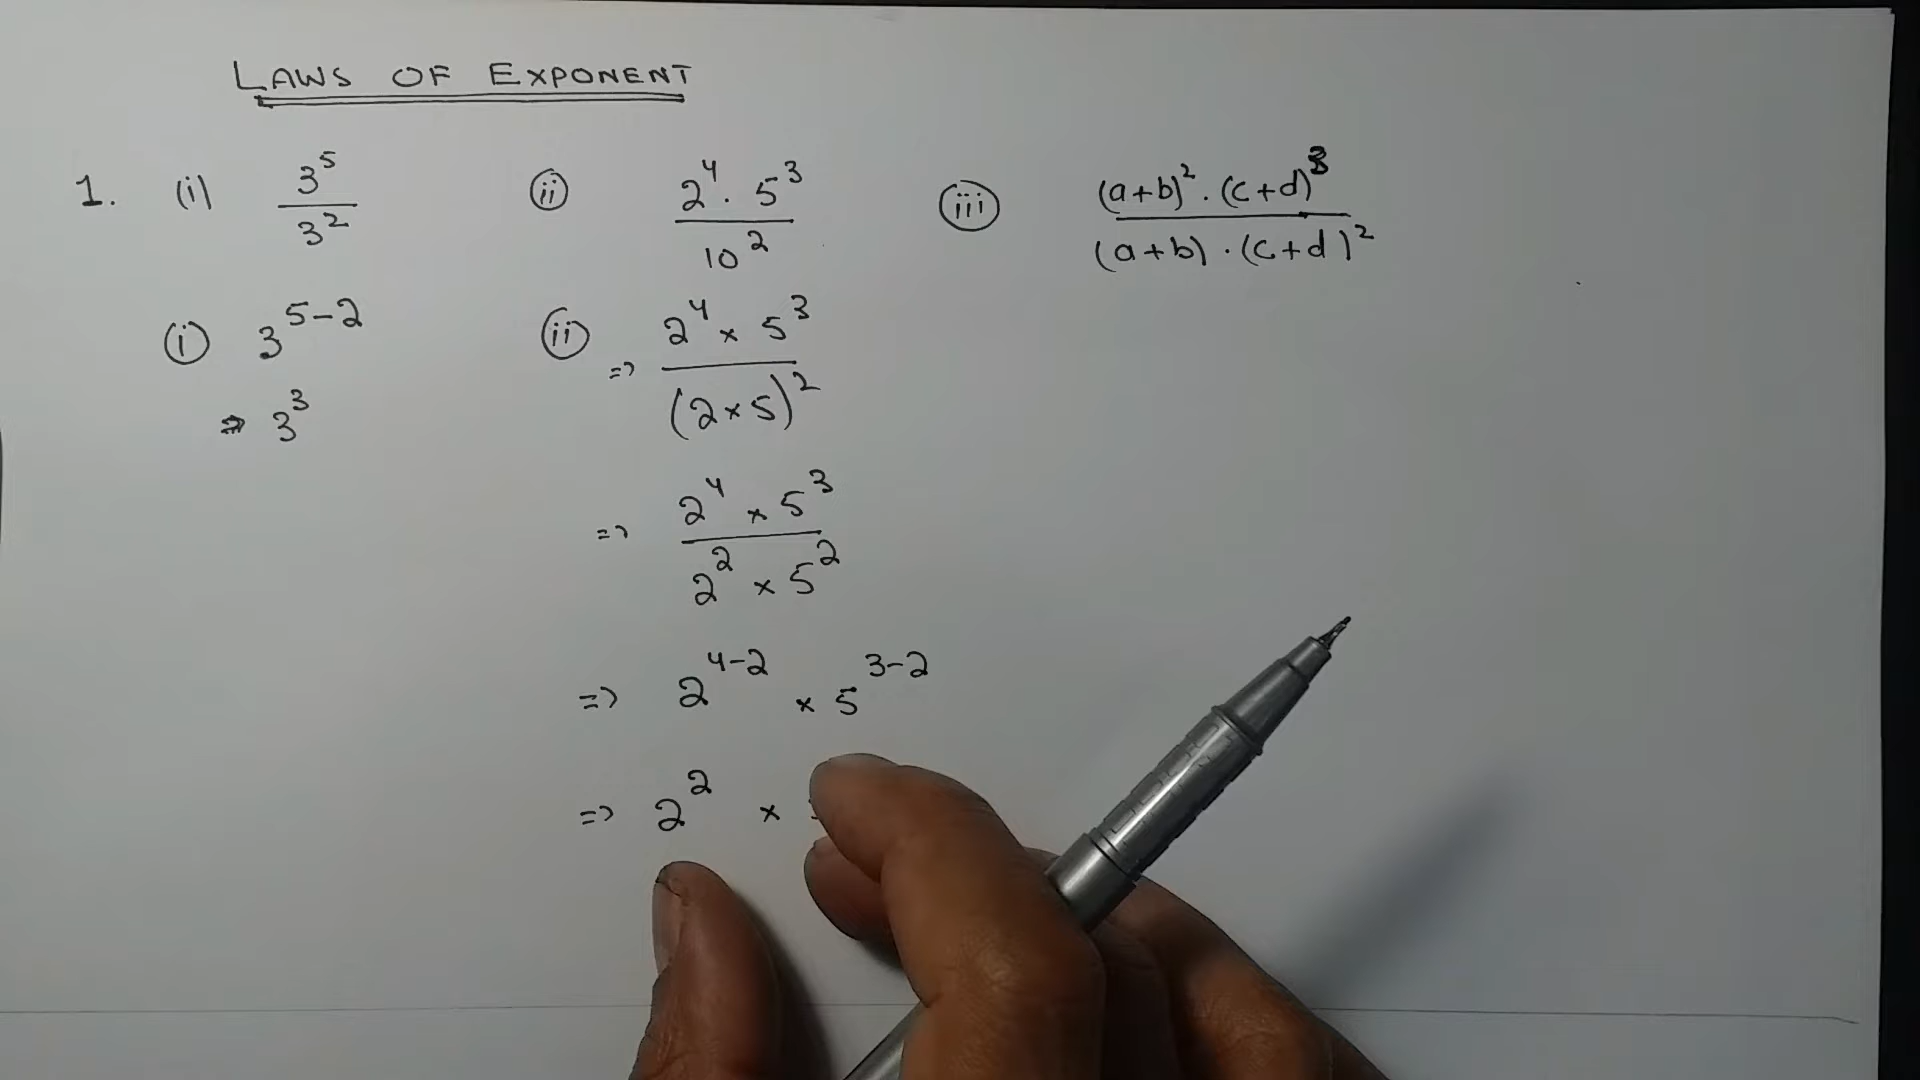 LAWS OF EXPONENT
1. (i) 3^5 / 3^2
(ii) 2^4 . 5^3 / 10^2
(iii) (a+b)^2 . (c+d)^3 / (a+b) . (c+d)^2
(i) 3^5-2
⇒ 3^3
(ii) ⇒ 2^4 × 5^3 / (2×5)^2
⇒ 2^4 × 5^3 / 2^2 × 5^2
⇒ 2^4-2 × 5^3-2
⇒ 2^2 ×